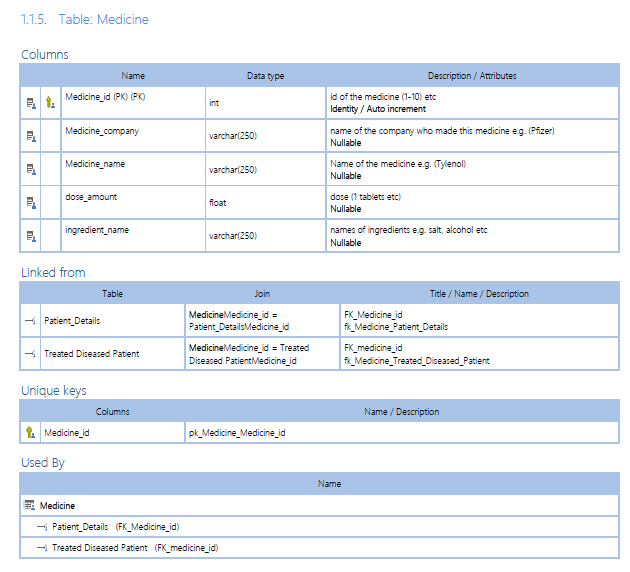 1.1.5. Table: Medicine
Columns
Name Data type Description / Attributes
Medicine_id (PK) (PK) int id of the medicine (1-10) etc
Identity / Auto increment
Medicine_company varchar(250) name of the company who made this medicine e.g. (Pfizer)
Nullable
Medicine_name varchar(250) Name of the medicine e.g. (Tylenol)
Nullable
dose_amount float dose (1 tablets etc)
Nullable
ingredient_name varchar(250) names of ingredients e.g. salt, alcohol etc
Nullable
Linked from
Table Join Title / Name / Description
Patient_Details MedicineMedicine_id = FK_Medicine_id
Patient_DetailsMedicine_id fk_Medicine_Patient_Details
Treated Diseased Patient MedicineMedicine_id = Treated FK_medicine_id
Diseased PatientMedicine_id fk_Medicine_Treated_Diseased_Patient
Unique keys
Columns Name / Description
Medicine_id pk_Medicine_Medicine_id
Used By
Name
Medicine
Patient_Details (FK_Medicine_id)
Treated Diseased Patient (FK_medicine_id)